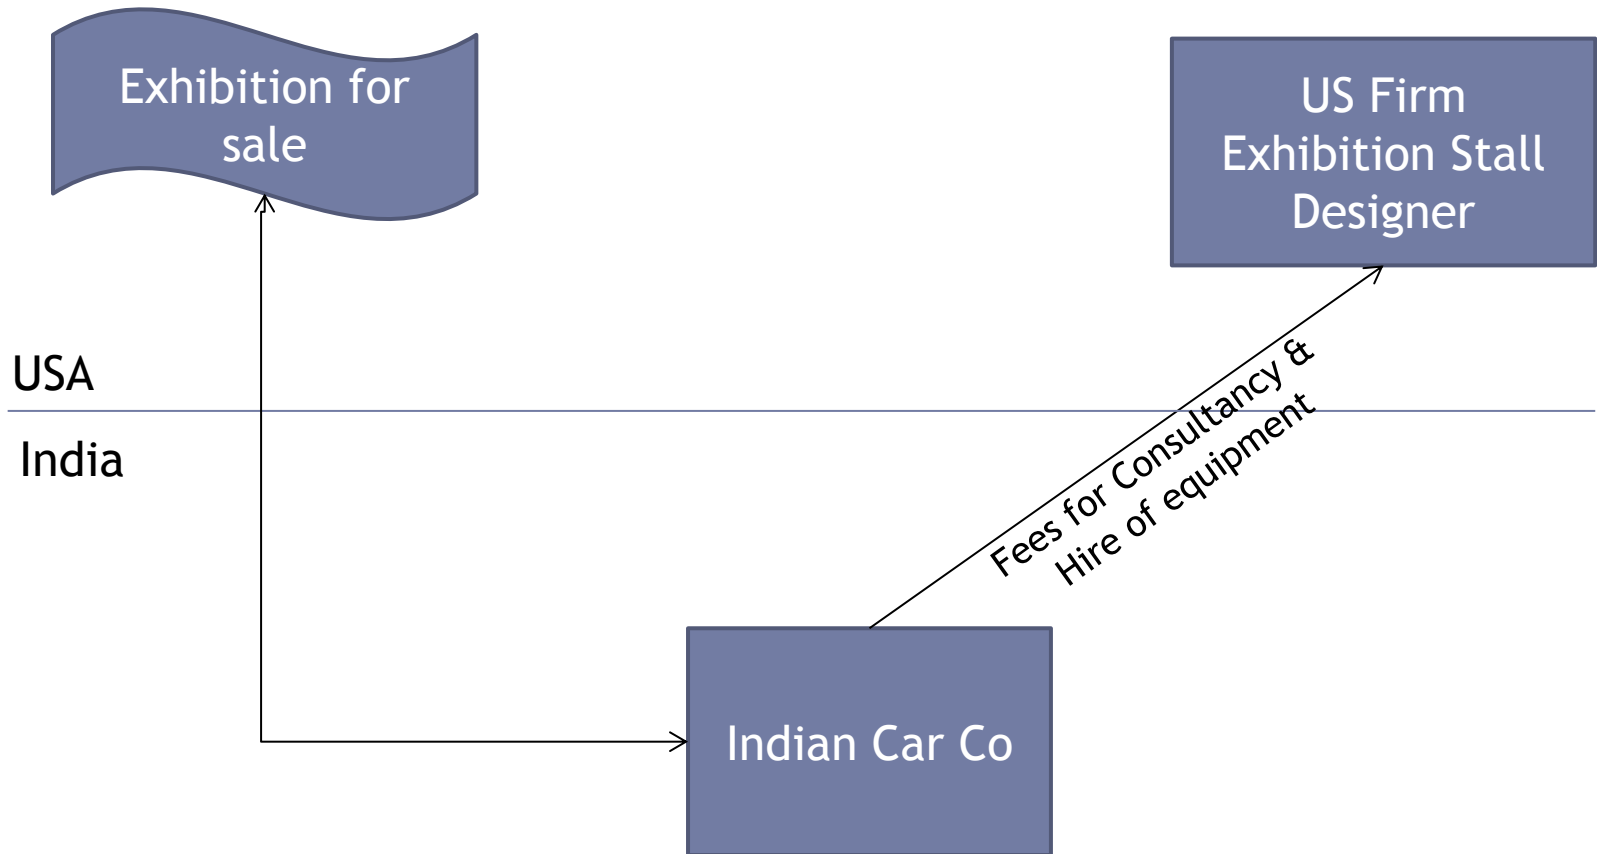 Exhibition for
sale
US Firm
Exhibition Stall
Designer
USA
India
Fees for Consultancy &
Hire of equipment
Indian Car Co